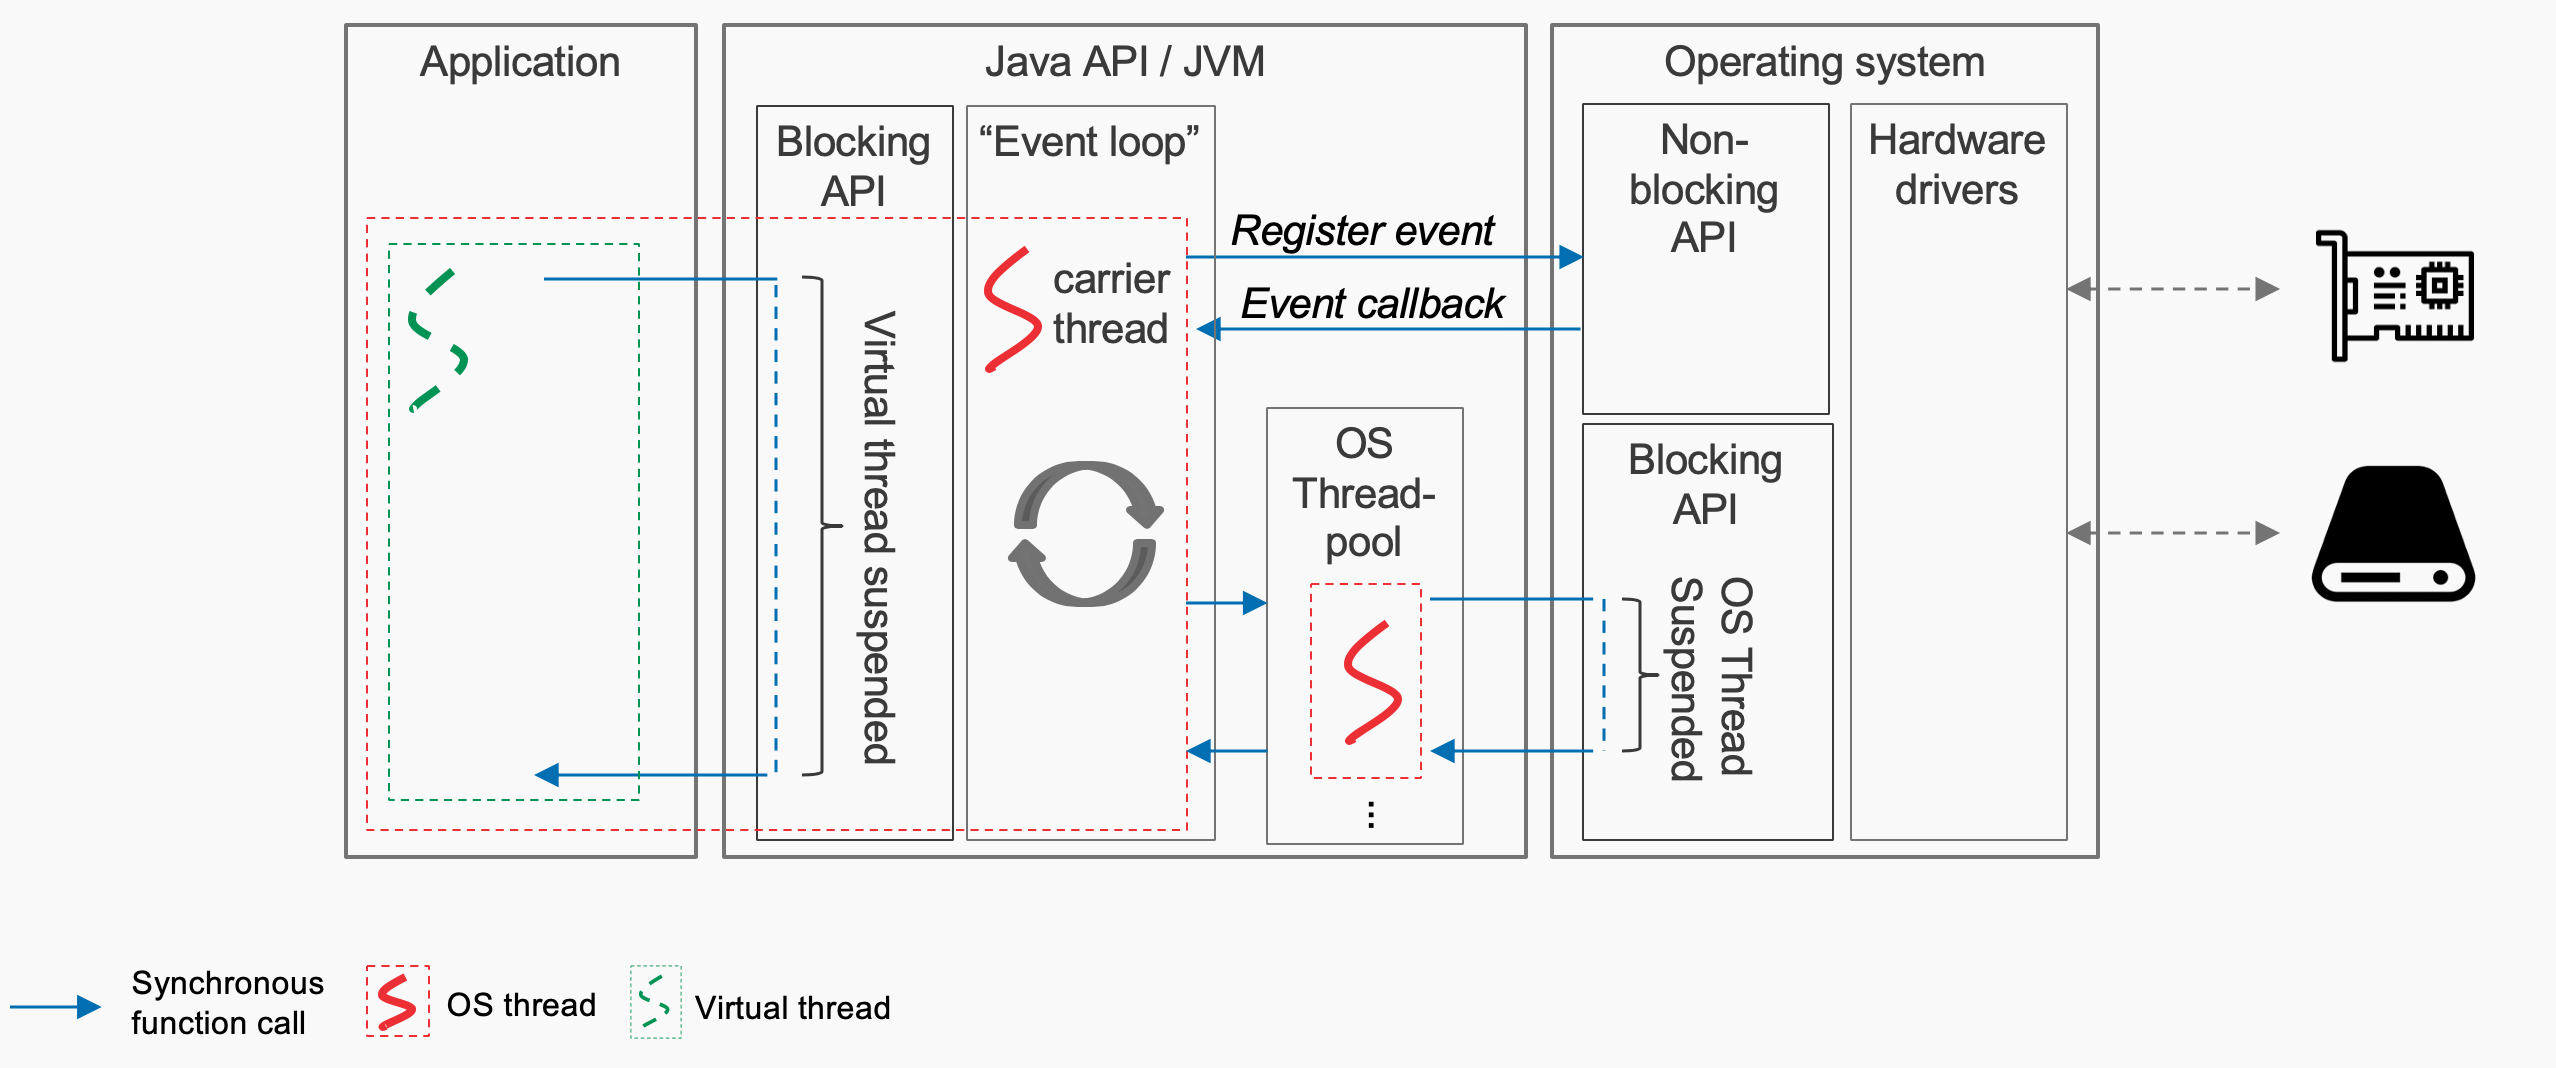 Application
Java API / JVM
Operating system
Blocking
API
“Event loop”
Non-
blocking
API
Hardware
drivers
Register event
carrier
thread
Event callback
Virtual thread suspended
OS
Thread-
pool
Blocking
API
OS Thread
Suspended
...
Synchronous
function call
OS thread
Virtual thread